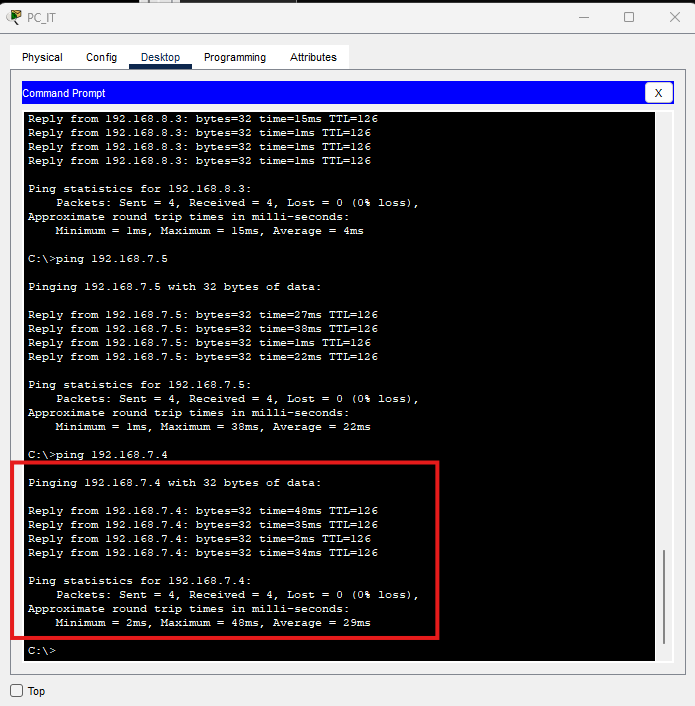 PC_IT
Physical Config Desktop Programming Attributes
Command Prompt X
Reply from 192.168.8.3: bytes=32 time=15ms TTL=126
Reply from 192.168.8.3: bytes=32 time=1ms TTL=126
Reply from 192.168.8.3: bytes=32 time=1ms TTL=126
Reply from 192.168.8.3: bytes=32 time=1ms TTL=126
Ping statistics for 192.168.8.3:
Packets: Sent = 4, Received = 4, Lost = 0 (0% loss),
Approximate round trip times in milli-seconds:
Minimum = 1ms, Maximum = 15ms, Average = 4ms
C:\>ping 192.168.7.5
Pinging 192.168.7.5 with 32 bytes of data:
Reply from 192.168.7.5: bytes=32 time=27ms TTL=126
Reply from 192.168.7.5: bytes=32 time=38ms TTL=126
Reply from 192.168.7.5: bytes=32 time=1ms TTL=126
Reply from 192.168.7.5: bytes=32 time=22ms TTL=126
Ping statistics for 192.168.7.5:
Packets: Sent = 4, Received = 4, Lost = 0 (0% loss),
Approximate round trip times in milli-seconds:
Minimum = 1ms, Maximum = 38ms, Average = 22ms
C:\>ping 192.168.7.4
Pinging 192.168.7.4 with 32 bytes of data:
Reply from 192.168.7.4: bytes=32 time=48ms TTL=126
Reply from 192.168.7.4: bytes=32 time=35ms TTL=126
Reply from 192.168.7.4: bytes=32 time=2ms TTL=126
Reply from 192.168.7.4: bytes=32 time=34ms TTL=126
Ping statistics for 192.168.7.4:
Packets: Sent = 4, Received = 4, Lost = 0 (0% loss),
Approximate round trip times in milli-seconds:
Minimum = 2ms, Maximum = 48ms, Average = 29ms
C:\>
Top